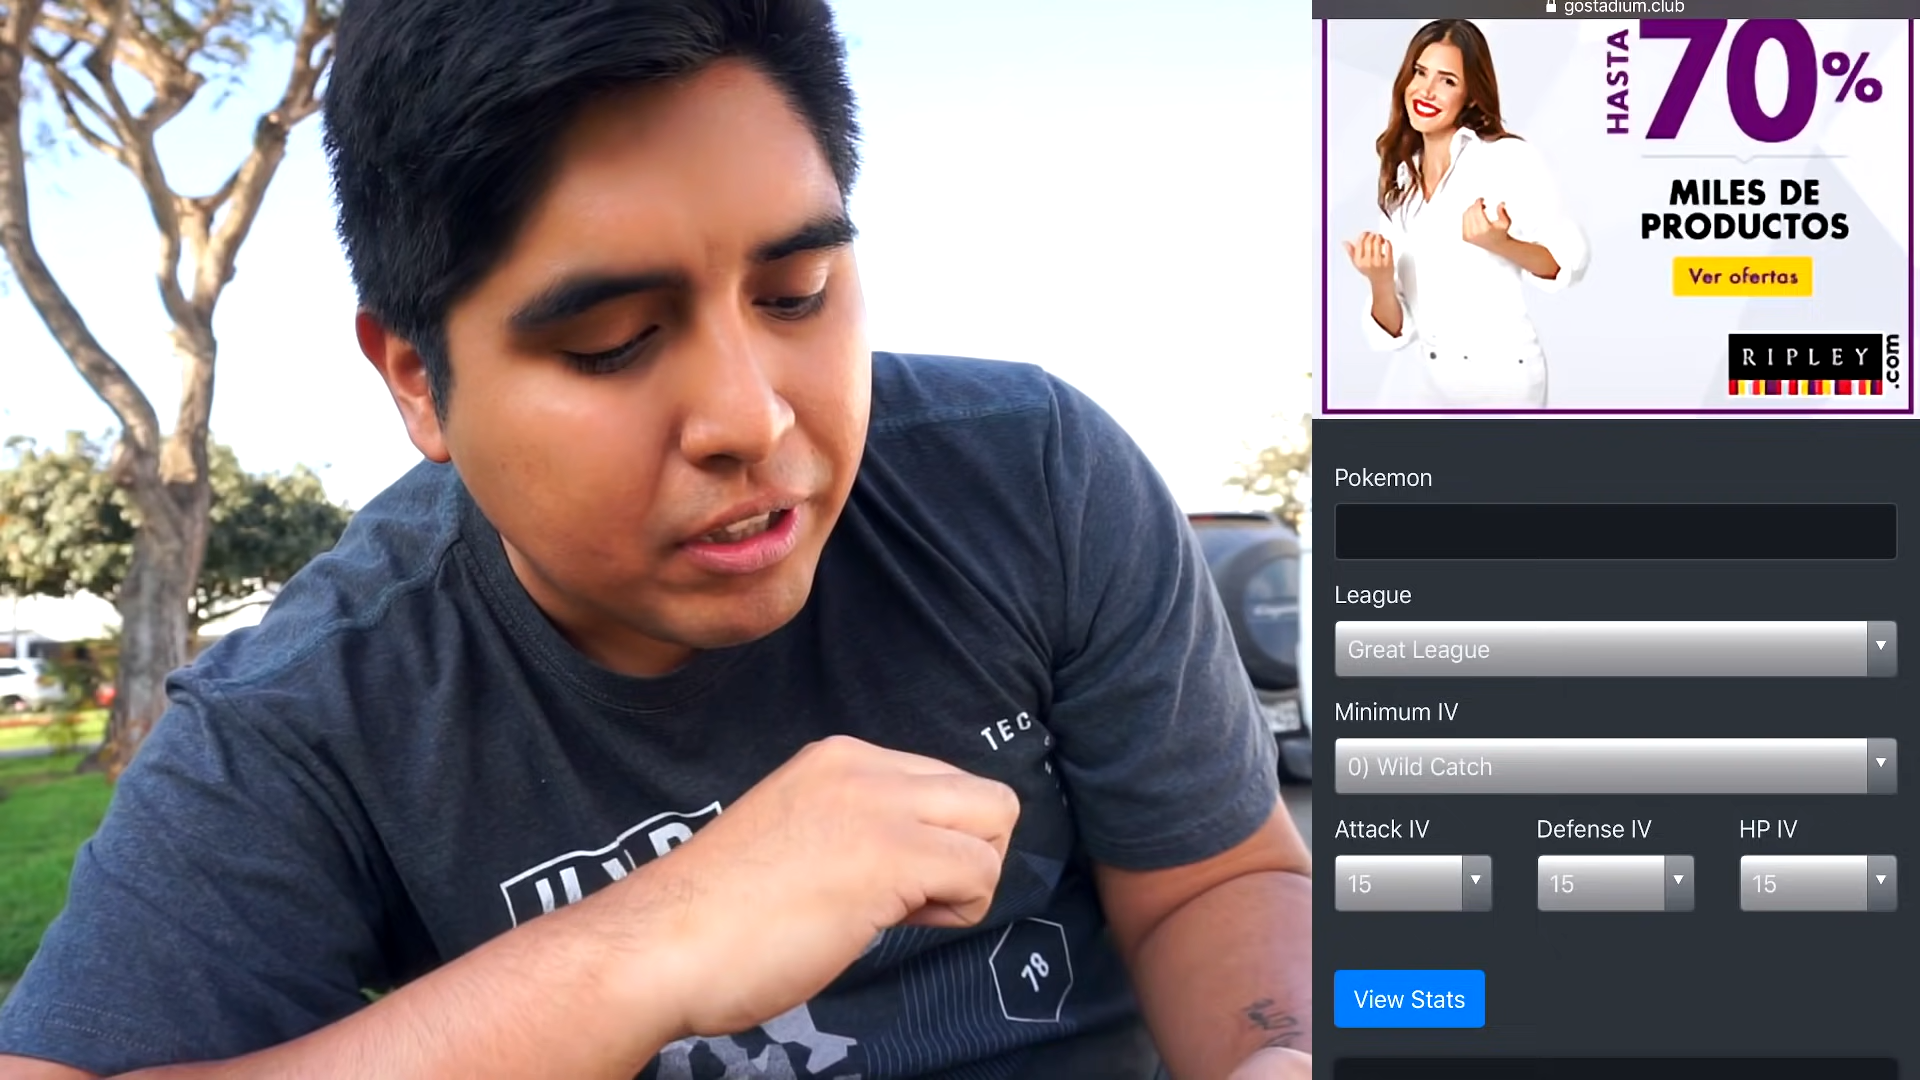 gostadium.club
HASTA
70%
MILES DE
PRODUCTOS
Ver ofertas
RIPLEY
.com
Pokemon
League
Great League
Minimum IV
0) Wild Catch
Attack IV
Defense IV
HP IV
15
15
15
View Stats
TEC
78